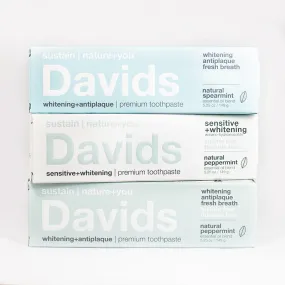 sustain | nature+you
Davids
whitening+antiplaque | premium toothpaste
whitening
antiplaque
fresh breath
natural
spearmint
sustain | nature+you
Davids
sensitive+whitening | premium toothpaste
sensitive
+whitening
natural
peppermint
sustain | nature+you
Davids
whitening+antiplaque | premium toothpaste
whitening
antiplaque
fresh breath
natural
peppermint